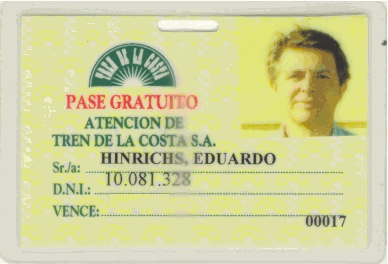 TREN DE LA COSTA
PASE GRATUITO
ATENCION DE
TREN DE LA COSTA S.A.
Sr./a: HINRICHS, EDUARDO
D.N.I.: 10.081.328
VENCE:
00017